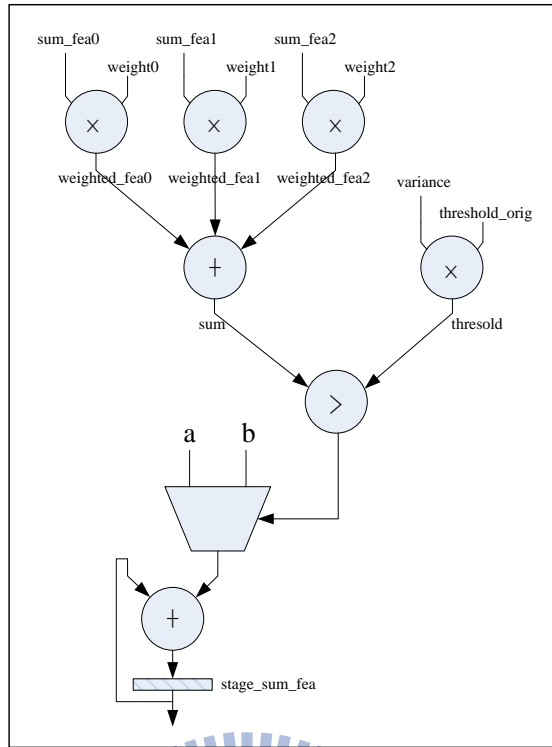 sum_fea0
sum_fea1
sum_fea2
weight0
weight1
weight2
×
×
×
weighted_fea0
weighted_fea1
weighted_fea2
variance
threshold_orig
+
×
sum
thresold
>
a
b
+
stage_sum_fea